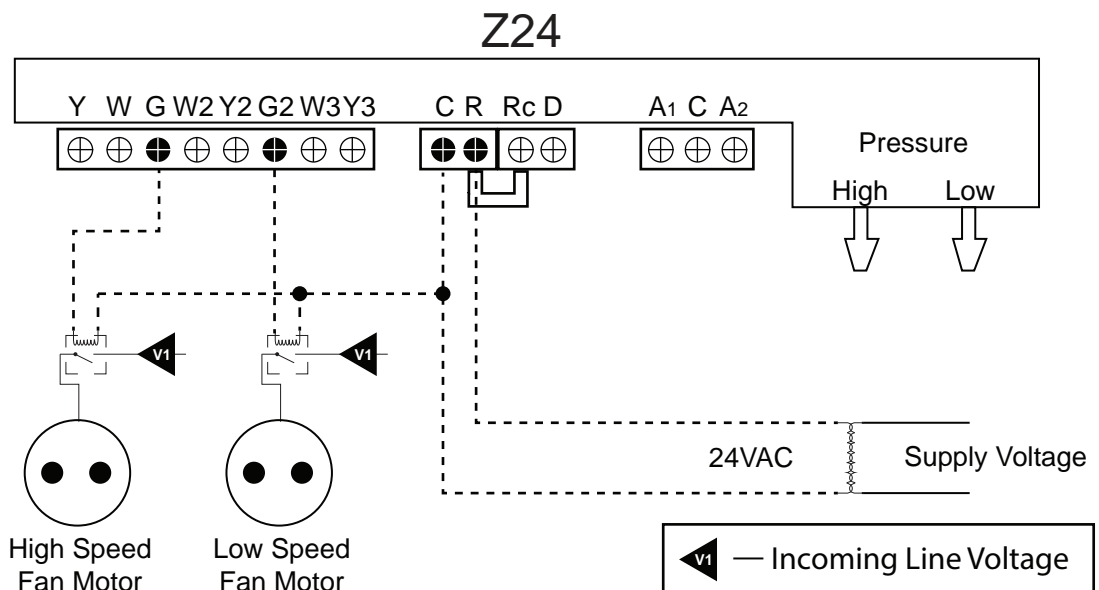 Z24
Y W G W2 Y2 G2 W3 Y3 C R Rc D A1 C A2
Pressure
High Low
V1 V1
24VAC Supply Voltage
High Speed
Fan Motor
Low Speed
Fan Motor
V1 — Incoming Line Voltage